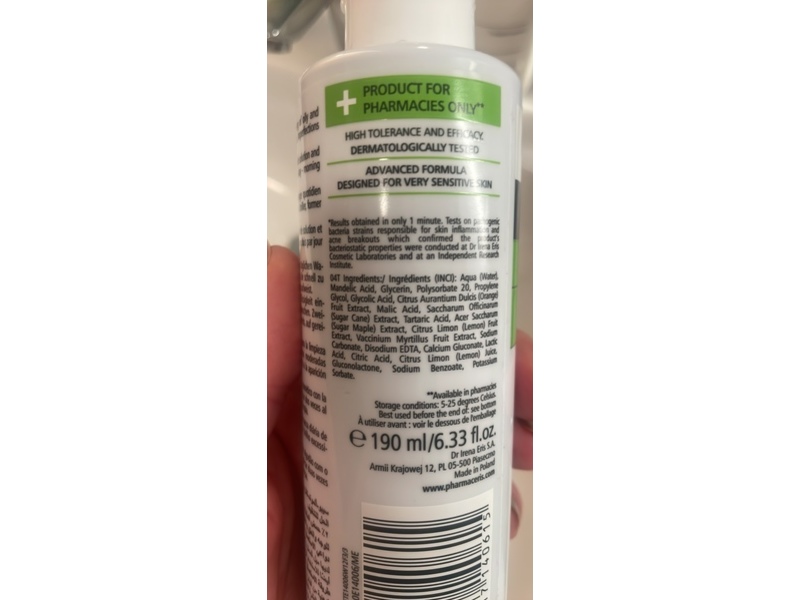 PRODUCT FOR
PHARMACIES ONLY**
HIGH TOLERANCE AND EFFICACY.
DERMATOLOGICALLY TESTED
ADVANCED FORMULA
DESIGNED FOR VERY SENSITIVE SKIN
*Results obtained in only 1 minute. Tests on pathogenic
bacteria strains responsible for skin inflammation and
acne breakouts which confirmed the product's
bacteriostatic properties were conducted at Dr Irena Eris
Cosmetic Laboratories and at an Independent Research
Institute.
04T Ingredients:/ Ingrédients (INCI): Aqua (Water),
Mandelic Acid, Glycerin, Polysorbate 20, Propylene
Glycol, Glycolic Acid, Citrus Aurantium Dulcis (Orange)
Fruit Extract, Malic Acid, Saccharum Officinarum
(Sugar Cane) Extract, Tartaric Acid, Acer Saccharum
(Sugar Maple) Extract, Citrus Limon (Lemon) Fruit
Extract, Vaccinium Myrtillus Fruit Extract, Sodium
Carbonate, Disodium EDTA, Calcium Gluconate, Lactic
Acid, Citric Acid, Citrus Limon (Lemon) Juice,
Gluconolactone, Sodium Benzoate, Potassium
Sorbate.
**Available in pharmacies
Storage conditions: 5-25 degrees Celsius.
Best used before the end of: see bottom
À utiliser avant : voir le dessous de l'emballage
℮ 190 ml/6.33 fl.oz.
Dr Irena Eris S.A.
Armii Krajowej 12, PL 05-500 Piaseczno
Made in Poland
www.pharmaceris.com